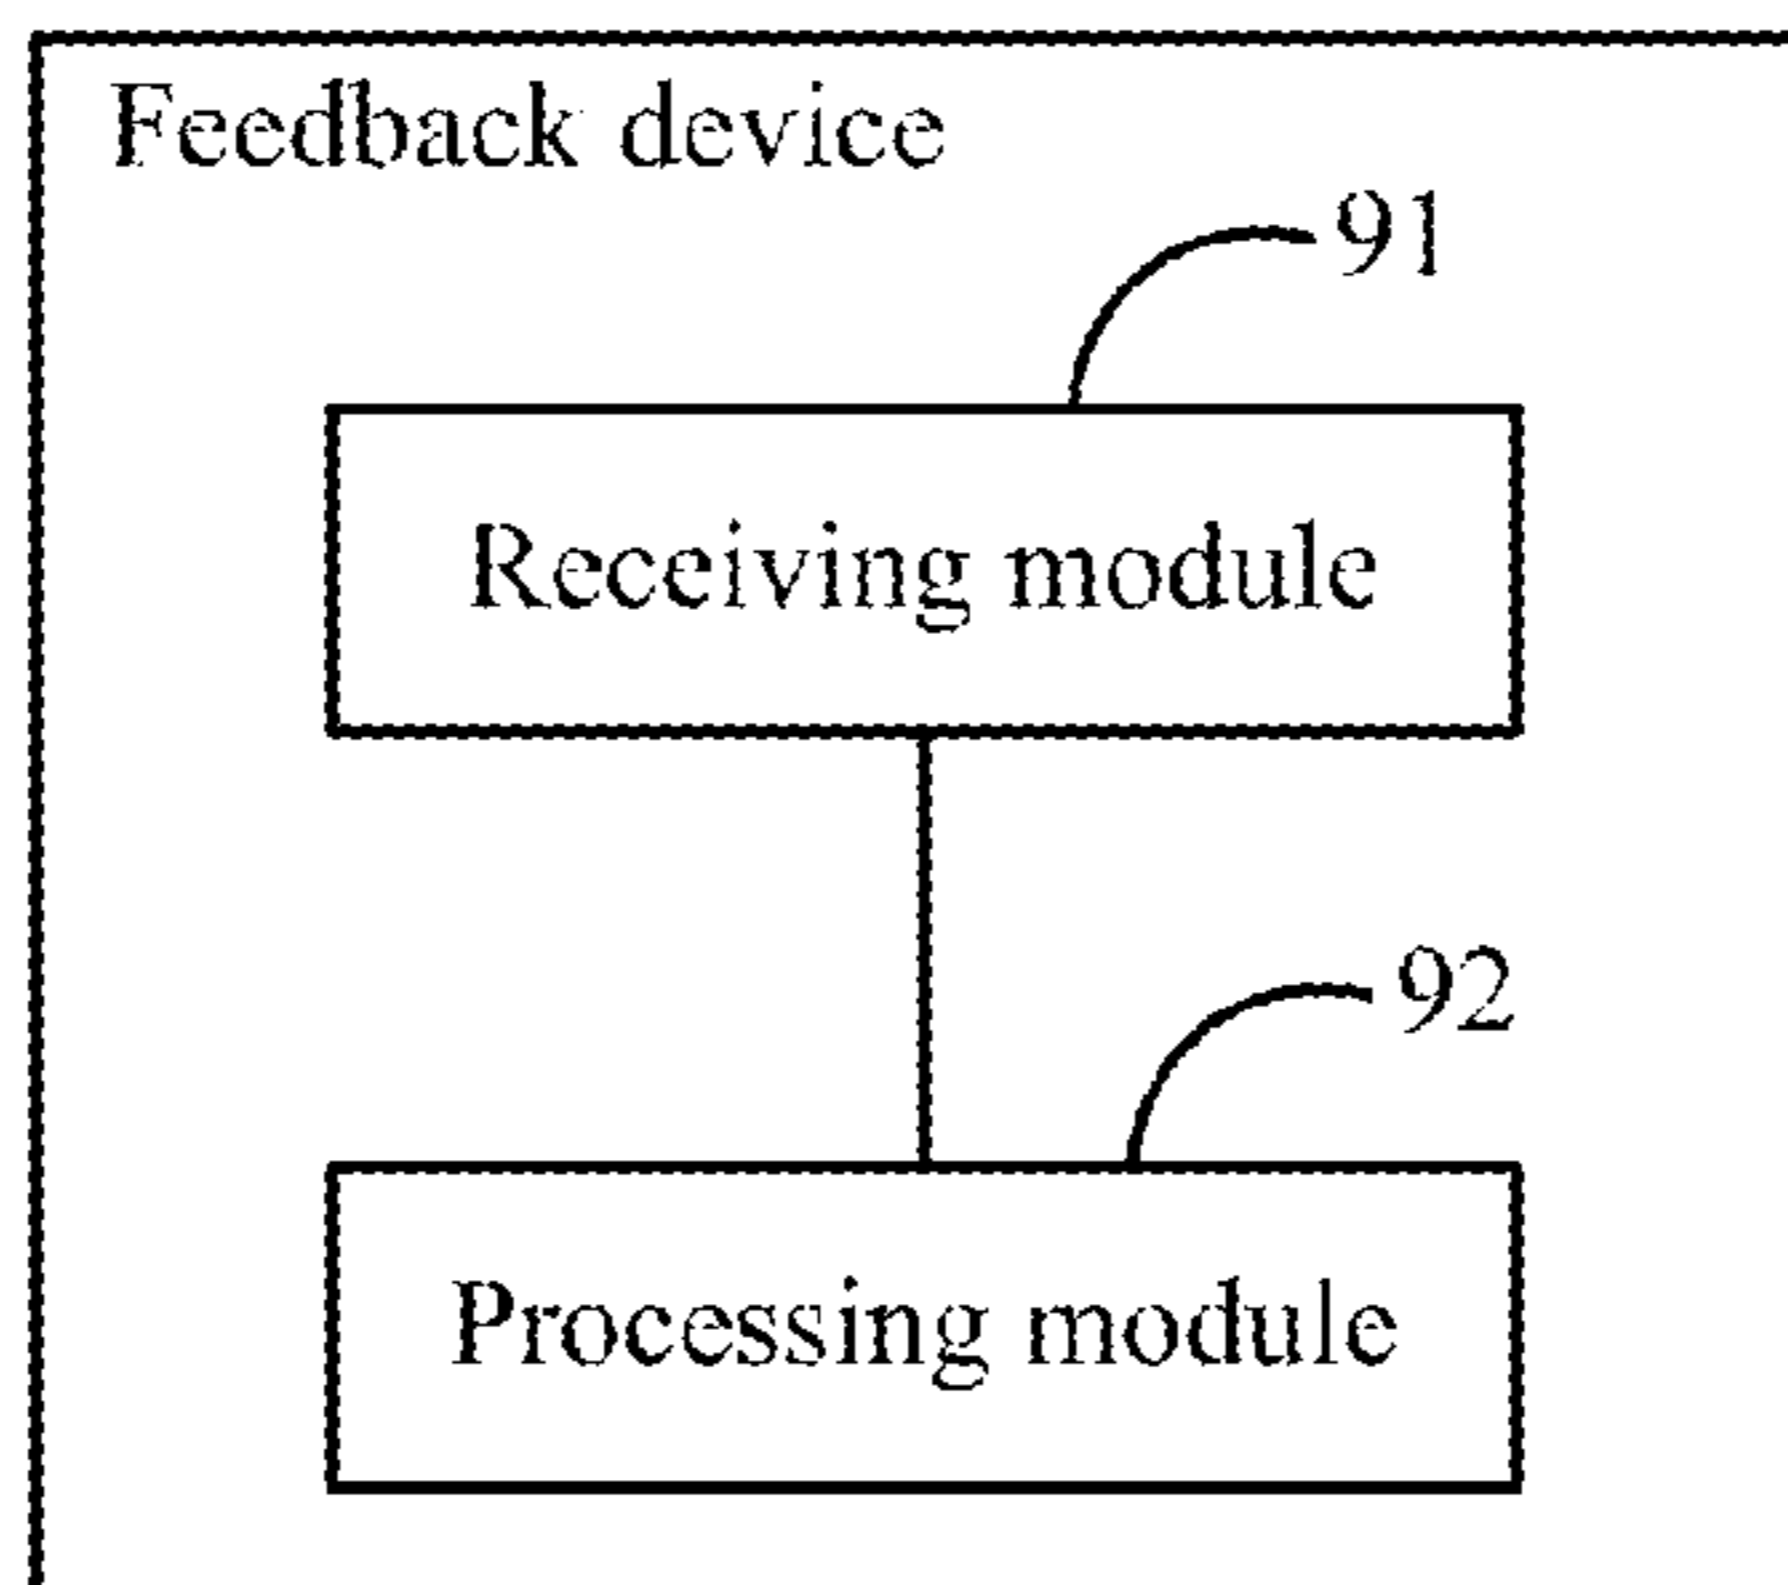 Feedback device
91
Receiving module
92
Processing module